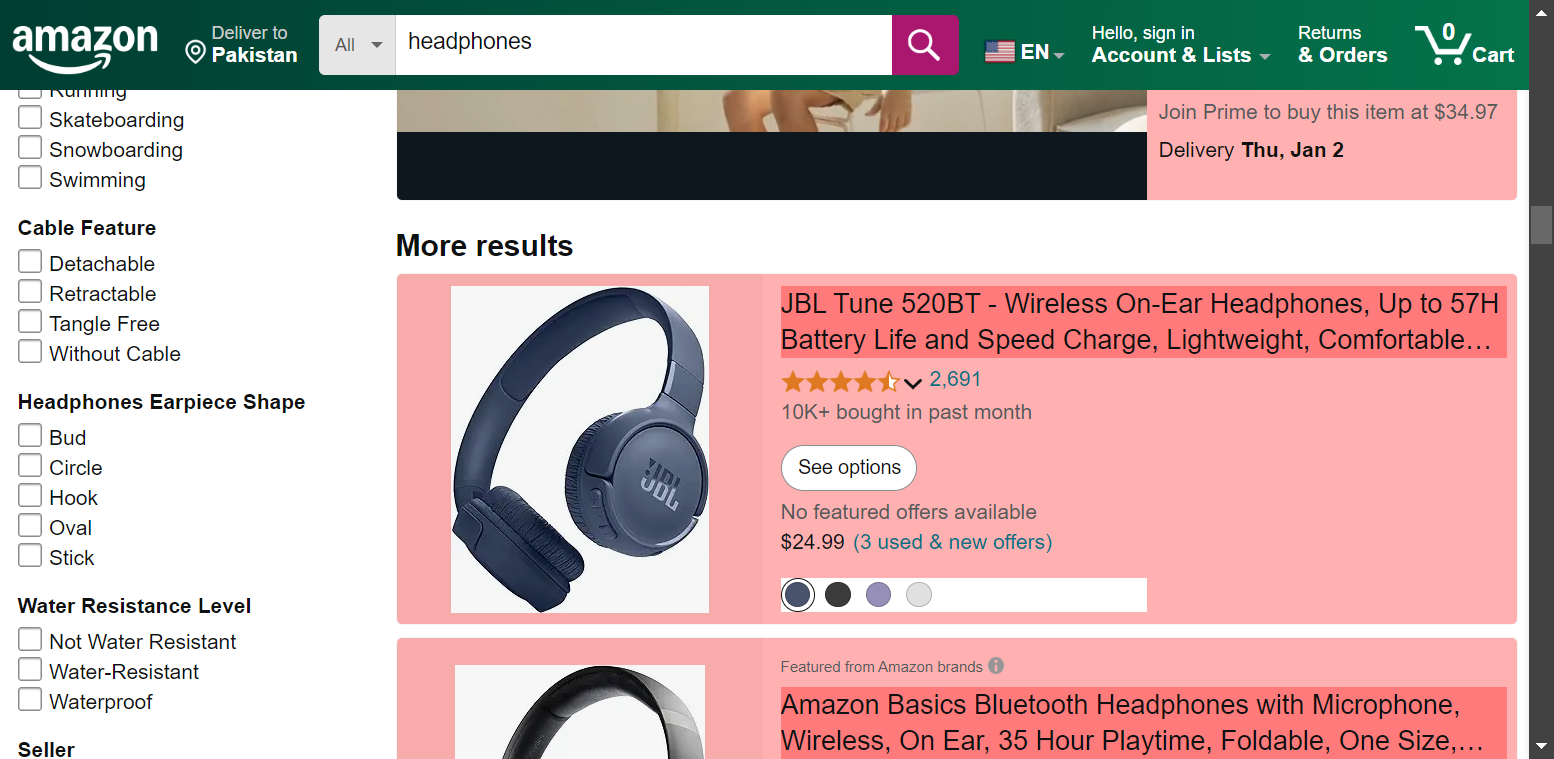 amazon
Deliver to
Pakistan
All
headphones
EN
Hello, sign in
Account & Lists
Returns
& Orders
0
Cart
Running
Skateboarding
Snowboarding
Swimming
Cable Feature
Detachable
Retractable
Tangle Free
Without Cable
Headphones Earpiece Shape
Bud
Circle
Hook
Oval
Stick
Water Resistance Level
Not Water Resistant
Water-Resistant
Waterproof
Seller
Join Prime to buy this item at $34.97
Delivery Thu, Jan 2
More results
JBL
JBL Tune 520BT - Wireless On-Ear Headphones, Up to 57H
Battery Life and Speed Charge, Lightweight, Comfortable…
2,691
10K+ bought in past month
See options
No featured offers available
$24.99 (3 used & new offers)
Featured from Amazon brands
Amazon Basics Bluetooth Headphones with Microphone,
Wireless, On Ear, 35 Hour Playtime, Foldable, One Size,…